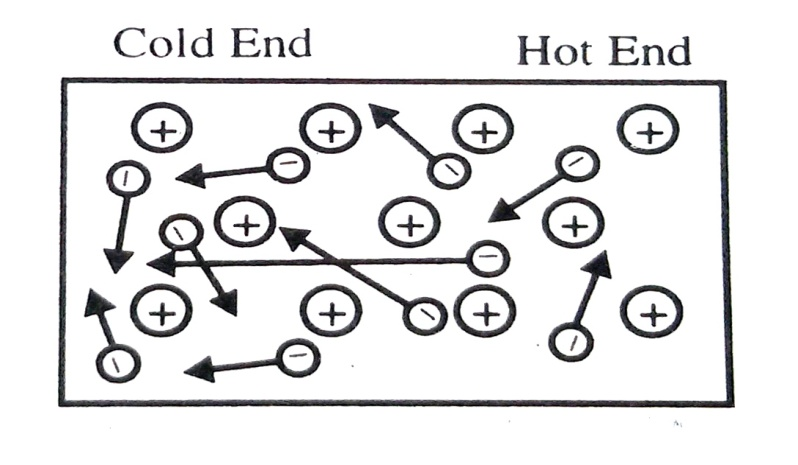 Cold End Hot End
+ + + +
- - - -
+ + +
- -
+ + - + - +
- -